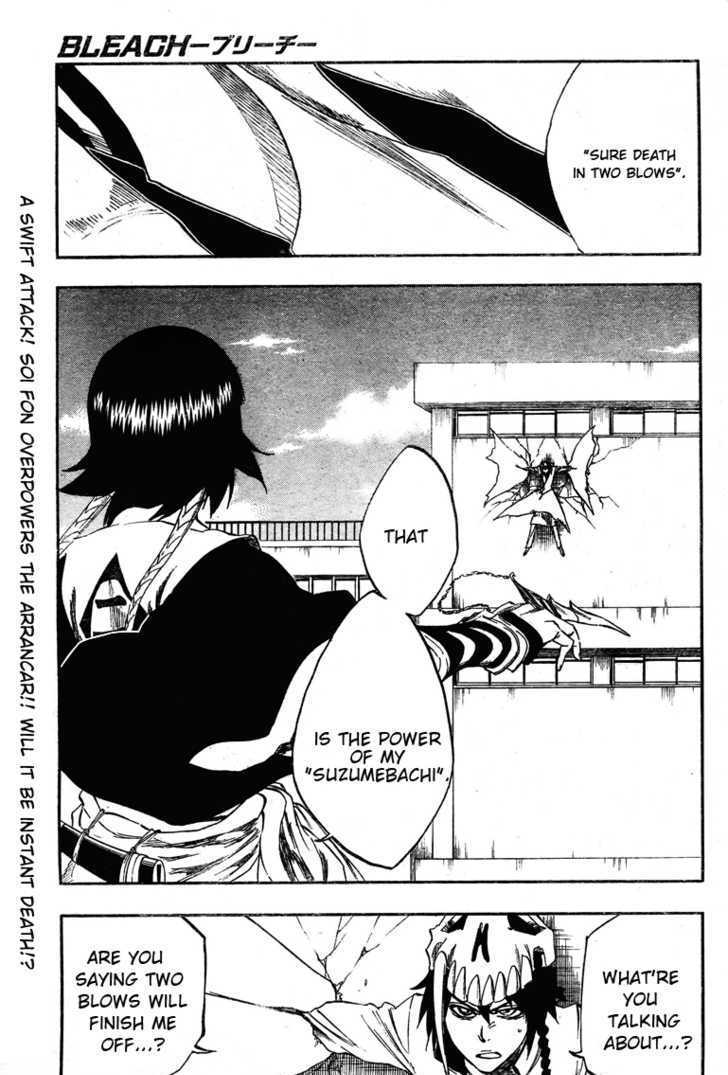 BLEACH—ブリーチ—
"SURE DEATH
IN TWO BLOWS".
A SWIFT ATTACK! SOI FON OVERPOWERS THE ARRANCAR!! WILL IT BE INSTANT DEATH!?
THAT
IS THE POWER
OF MY
"SUZUMEBACHI".
WHAT'RE
YOU
TALKING
ABOUT...?
ARE YOU
SAYING TWO
BLOWS WILL
FINISH ME
OFF...?